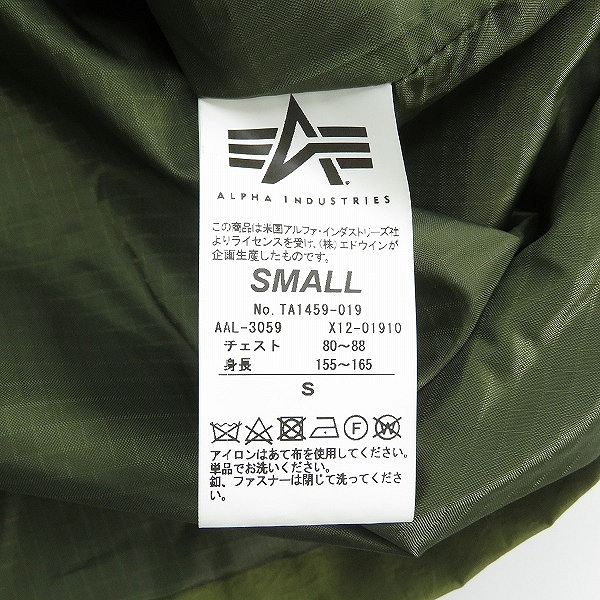 ALPHA INDUSTRIES
この商品は米国アルファ・インダストリーズ社
よりライセンスを受け、(株)エドウインが
企画生産したものです。
SMALL
No. TA1459-019
AAL-3059 X12-01910
チェスト 80〜88
身長 155〜165
S
F W
アイロンはあて布を使用してください。
単品でお洗いください。
釦、ファスナーは閉じて洗ってくださ
い。